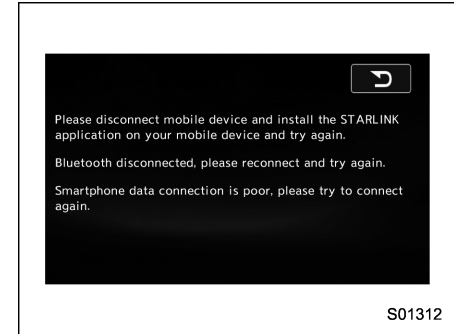 Please disconnect mobile device and install the STARLINK
application on your mobile device and try again.
Bluetooth disconnected, please reconnect and try again.
Smartphone data connection is poor, please try to connect
again.
S01312